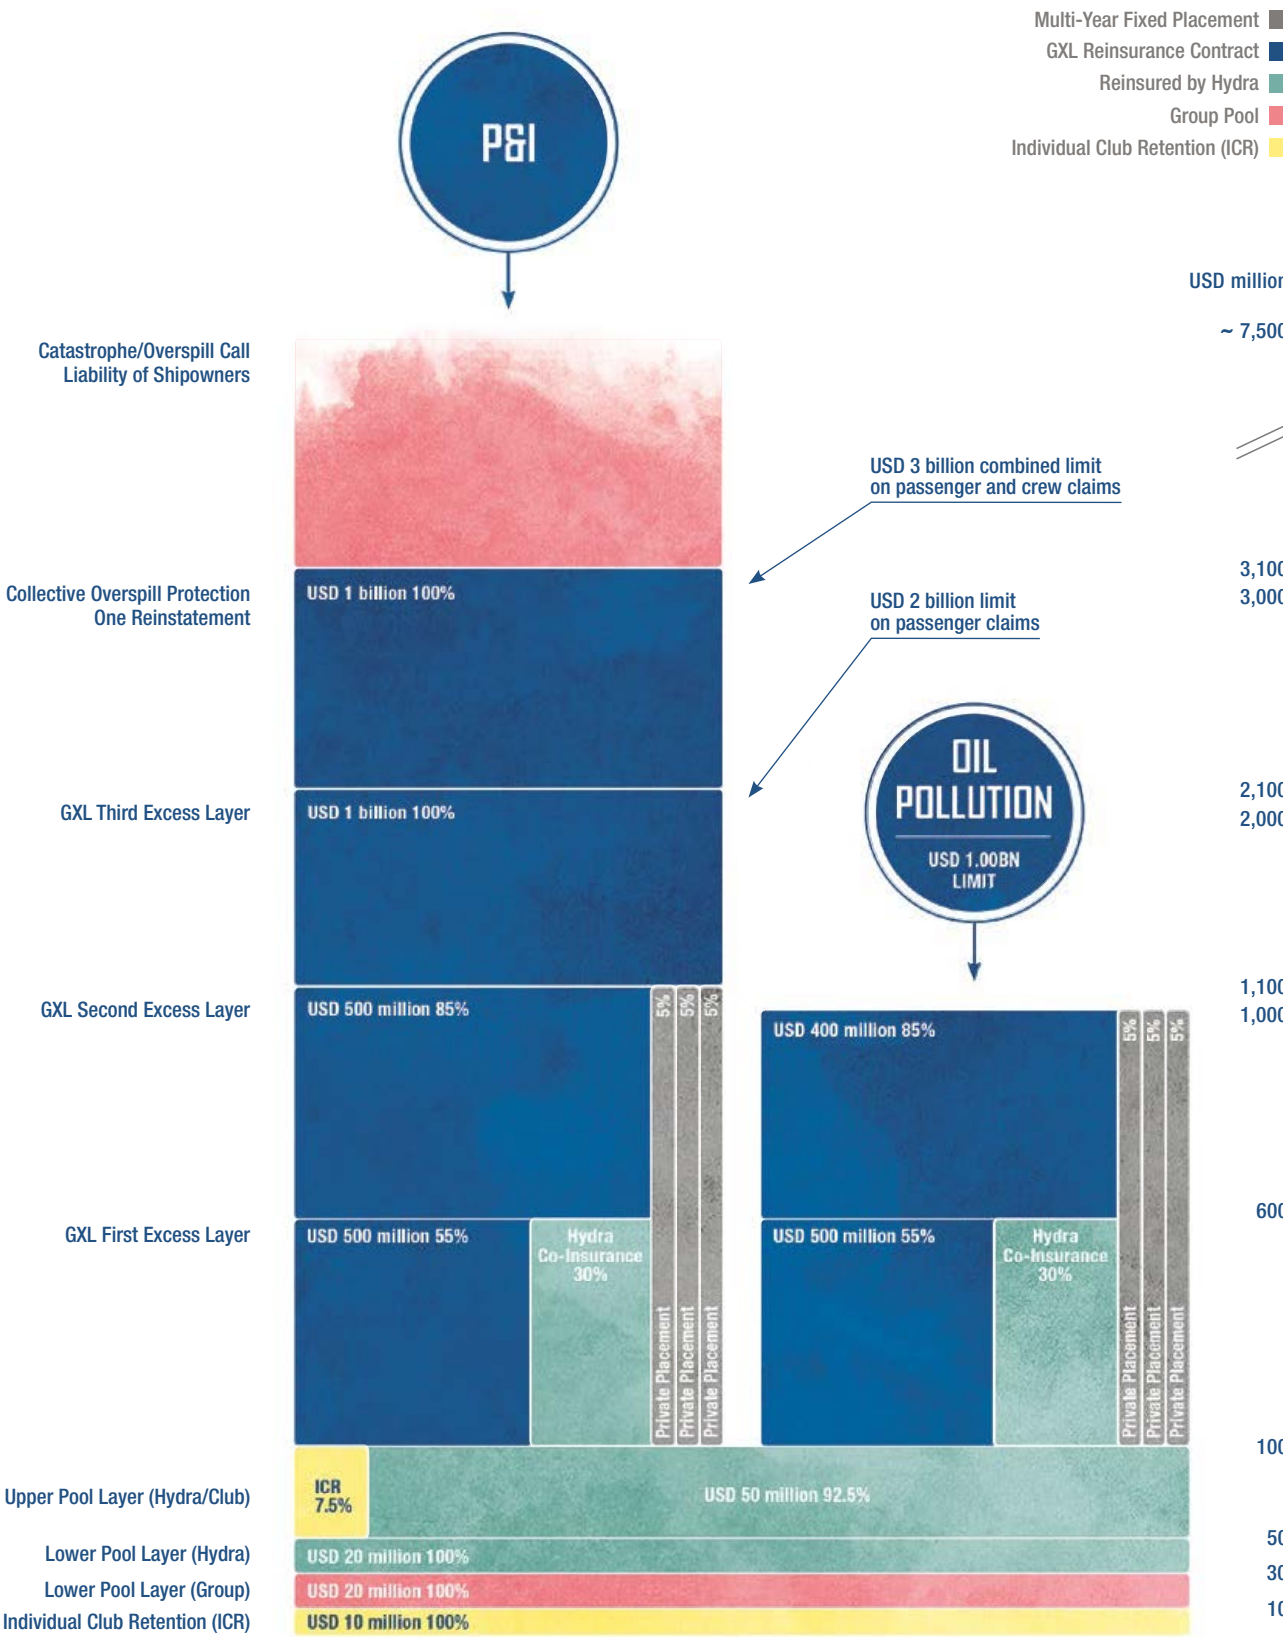 Multi-Year Fixed Placement
GXL Reinsurance Contract
Reinsured by Hydra
Group Pool
Individual Club Retention (ICR)
P&I
USD million
~ 7,500
Catastrophe/Overspill Call
Liability of Shipowners
USD 3 billion combined limit
on passenger and crew claims
3,100
3,000
Collective Overspill Protection
One Reinstatement
USD 1 billion 100%
USD 2 billion limit
on passenger claims
OIL
POLLUTION
USD 1.00BN
LIMIT
2,100
2,000
GXL Third Excess Layer
USD 1 billion 100%
1,100
1,000
GXL Second Excess Layer
USD 500 million 85%
5%
5%
5%
USD 400 million 85%
5%
5%
5%
600
GXL First Excess Layer
USD 500 million 55%
Hydra
Co-Insurance
30%
Private Placement
Private Placement
Private Placement
USD 500 million 55%
Hydra
Co-Insurance
30%
Private Placement
Private Placement
Private Placement
100
Upper Pool Layer (Hydra/Club)
ICR
7.5%
USD 50 million 92.5%
50
Lower Pool Layer (Hydra)
USD 20 million 100%
30
Lower Pool Layer (Group)
USD 20 million 100%
10
Individual Club Retention (ICR)
USD 10 million 100%